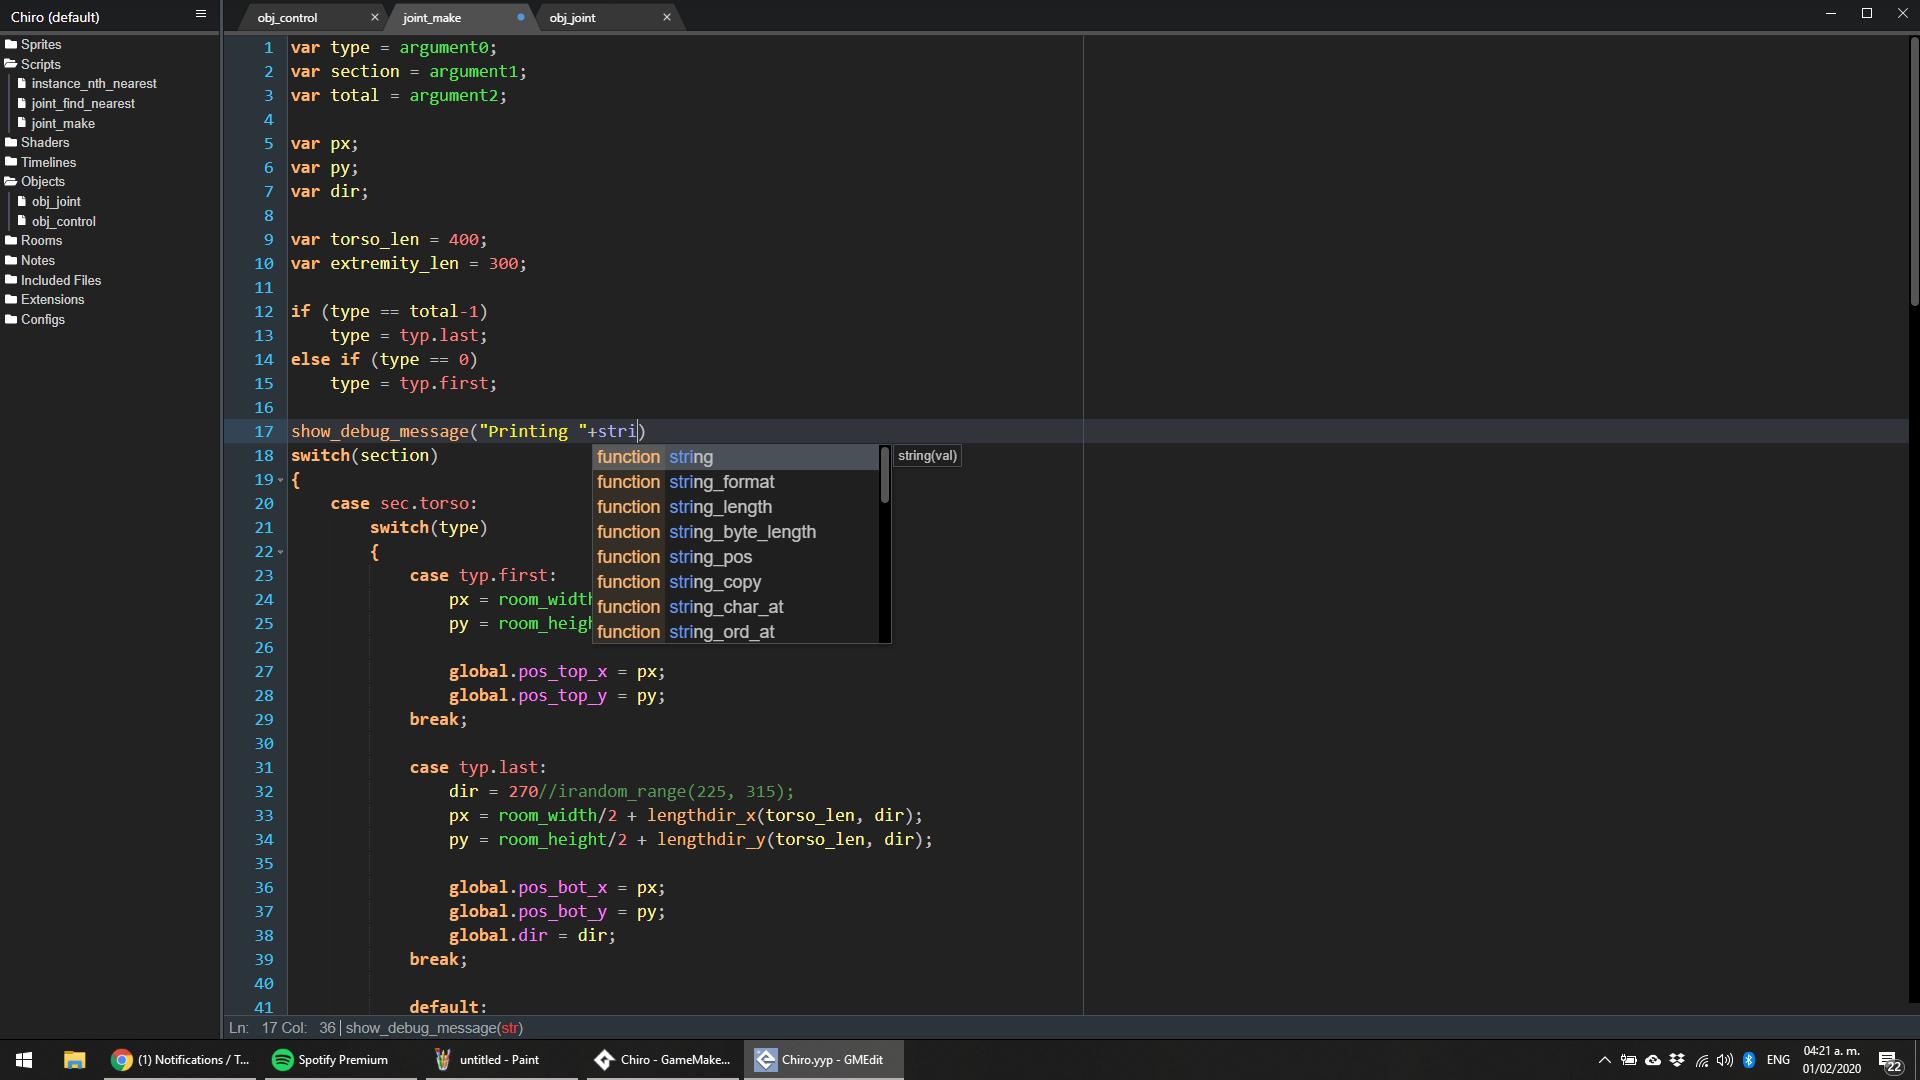 Chiro (default)
obj_control
joint_make
obj_joint
Sprites
Scripts
instance_nth_nearest
joint_find_nearest
joint_make
Shaders
Timelines
Objects
obj_joint
obj_control
Rooms
Notes
Included Files
Extensions
Configs
1 var type = argument0;
2 var section = argument1;
3 var total = argument2;
4
5 var px;
6 var py;
7 var dir;
8
9 var torso_len = 400;
10 var extremity_len = 300;
11
12 if (type == total-1)
13 type = typ.last;
14 else if (type == 0)
15 type = typ.first;
16
17 show_debug_message("Printing "+stri)
18 switch(section)
19 {
20 case sec.torso:
21 switch(type)
22 {
23 case typ.first:
24 px = room_width
25 py = room_heigh
26
27 global.pos_top_x = px;
28 global.pos_top_y = py;
29 break;
30
31 case typ.last:
32 dir = 270//irandom_range(225, 315);
33 px = room_width/2 + lengthdir_x(torso_len, dir);
34 py = room_height/2 + lengthdir_y(torso_len, dir);
35
36 global.pos_bot_x = px;
37 global.pos_bot_y = py;
38 global.dir = dir;
39 break;
40
41 default:
function string
function string_format
function string_length
function string_byte_length
function string_pos
function string_copy
function string_char_at
function string_ord_at
string(val)
Ln: 17 Col: 36 show_debug_message(str)
(1) Notifications / T...
Spotify Premium
untitled - Paint
Chiro - GameMake...
Chiro.yyp - GMEdit
ENG
04:21 a. m.
01/02/2020
22